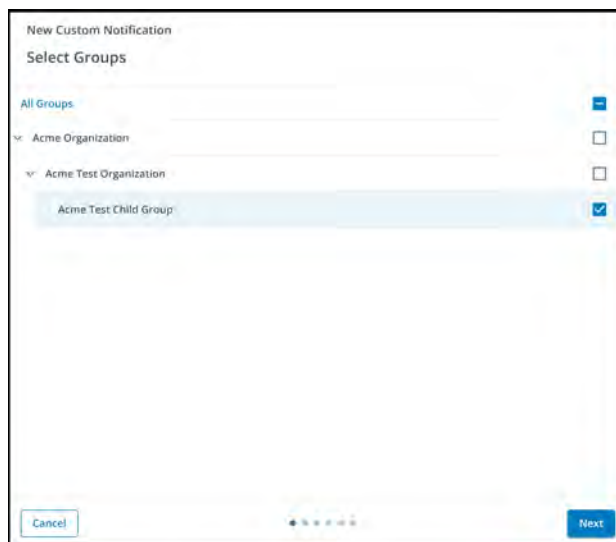 New Custom Notification
Select Groups
All Groups
Acme Organization
Acme Test Organization
Acme Test Child Group
Cancel
Next